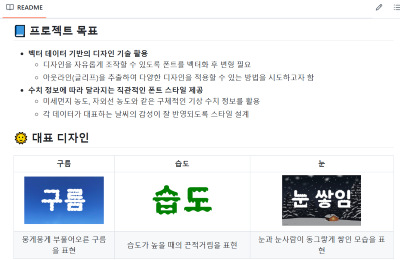 README
프로젝트 목표
벡터 데이터 기반의 디자인 기술 활용
디자인을 자유롭게 조작할 수 있도록 폰트를 벡터화 후 변형 필요
아웃라인(글리프)을 추출하여 다양한 디자인을 적용할 수 있는 방법을 시도하고자 함
수치 정보에 따라 달라지는 직관적인 폰트 스타일 제공
미세먼지 농도, 자외선 농도와 같은 구체적인 기상 수치 정보를 활용
각 데이터가 대표하는 날씨의 감성이 잘 반영되도록 스타일 설계
대표 디자인
구름 습도 눈
구름 습도 눈 쌓임
몽게몽게 부풀어오른 구름 습도가 높을 때의 끈적거림을 표현 눈과 눈사람이 동그랗게 쌓인 모습을 표
을 표현 현